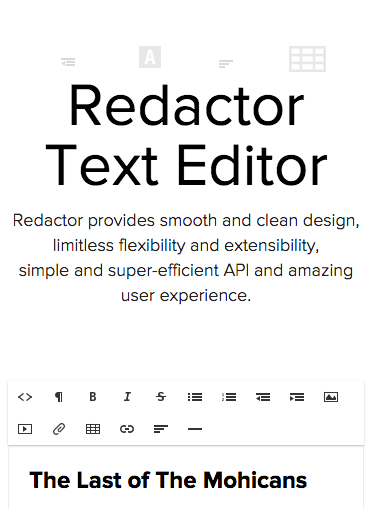 A
Redactor
Text Editor
Redactor provides smooth and clean design,
limitless flexibility and extensibility,
simple and super-efficient API and amazing
user experience.
<> ¶ B I S
The Last of The Mohicans